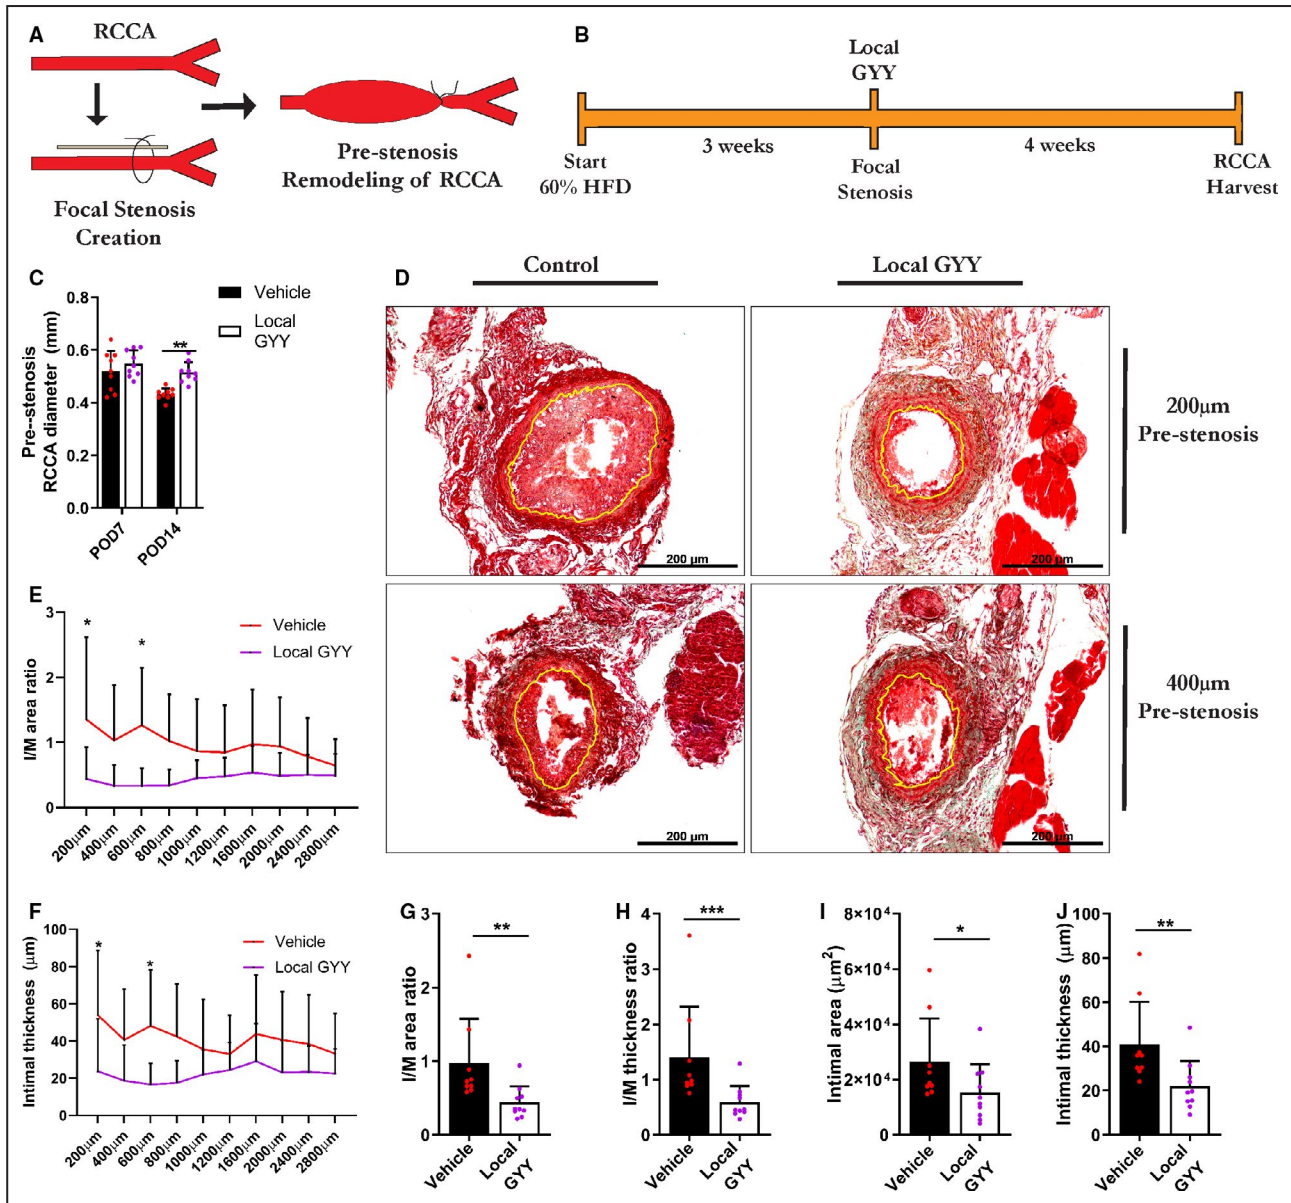 A
RCCA
Focal Stenosis
Creation
Pre-stenosis
Remodeling of RCCA
B
Local
GYY
3 weeks
4 weeks
Start
60% HFD
Focal
Stenosis
RCCA
Harvest
C
Vehicle
Local
GYY
Pre--stenosis
RCCA diameter (mm)
0.8
0.6
0.4
0.2
0.0
**
POD7
POD14
D
Control
Local GYY
200μm
Pre-stenosis
400μm
Pre-stenosis
200 μm
200 μm
200 μm
200 μm
E
I/M area ratio
3
2
1
0
*
*
Vehicle
Local GYY
200μm
400μm
600μm
800μm
1000μm
1200μm
1600μm
2000μm
2400μm
2800μm
F
Intimal thickness (μm)
100
80
60
40
20
0
*
*
Vehicle
Local GYY
200μm
400μm
600μm
800μm
1000μm
1200μm
1600μm
2000μm
2400μm
2800μm
G
I/M area ratio
3
2
1
0
**
Vehicle
Local
GYY
H
I/M thickness ratio
4
3
2
1
0
***
Vehicle
Local
GYY
I
Intimal area (μm²)
8×10⁴
6×10⁴
4×10⁴
2×10⁴
0
*
Vehicle
Local
GYY
J
Intimal thickness (μm)
100
80
60
40
20
0
**
Vehicle
Local
GYY